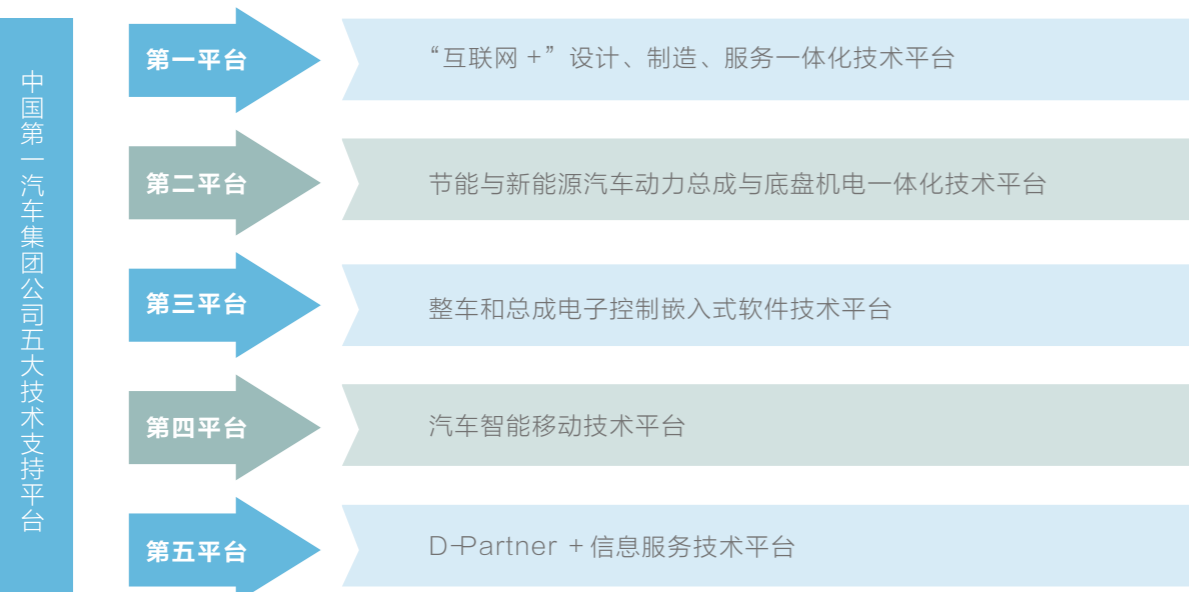 中国第一汽车集团公司五大技术支持平台
第一平台
“互联网 +”设计、制造、服务一体化技术平台
第二平台
节能与新能源汽车动力总成与底盘机电一体化技术平台
第三平台
整车和总成电子控制嵌入式软件技术平台
第四平台
汽车智能移动技术平台
第五平台
D-Partner + 信息服务技术平台